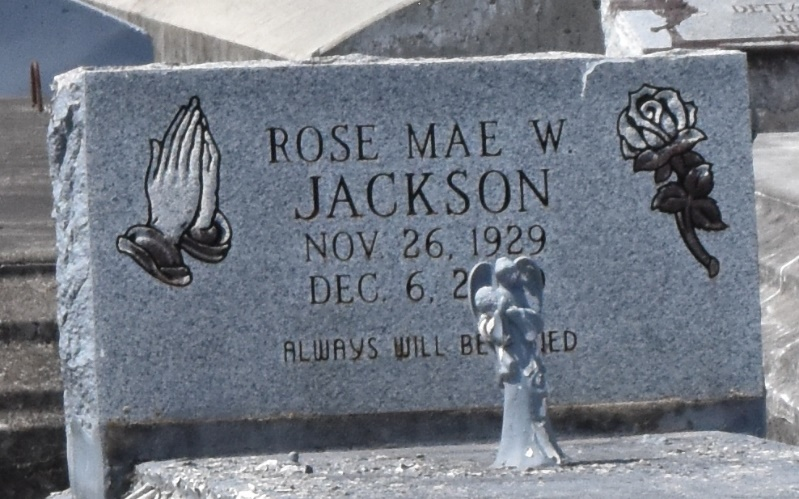 ROSE MAE W.
JACKSON
NOV. 26, 1929
DEC. 6, 2
ALWAYS WILL BE